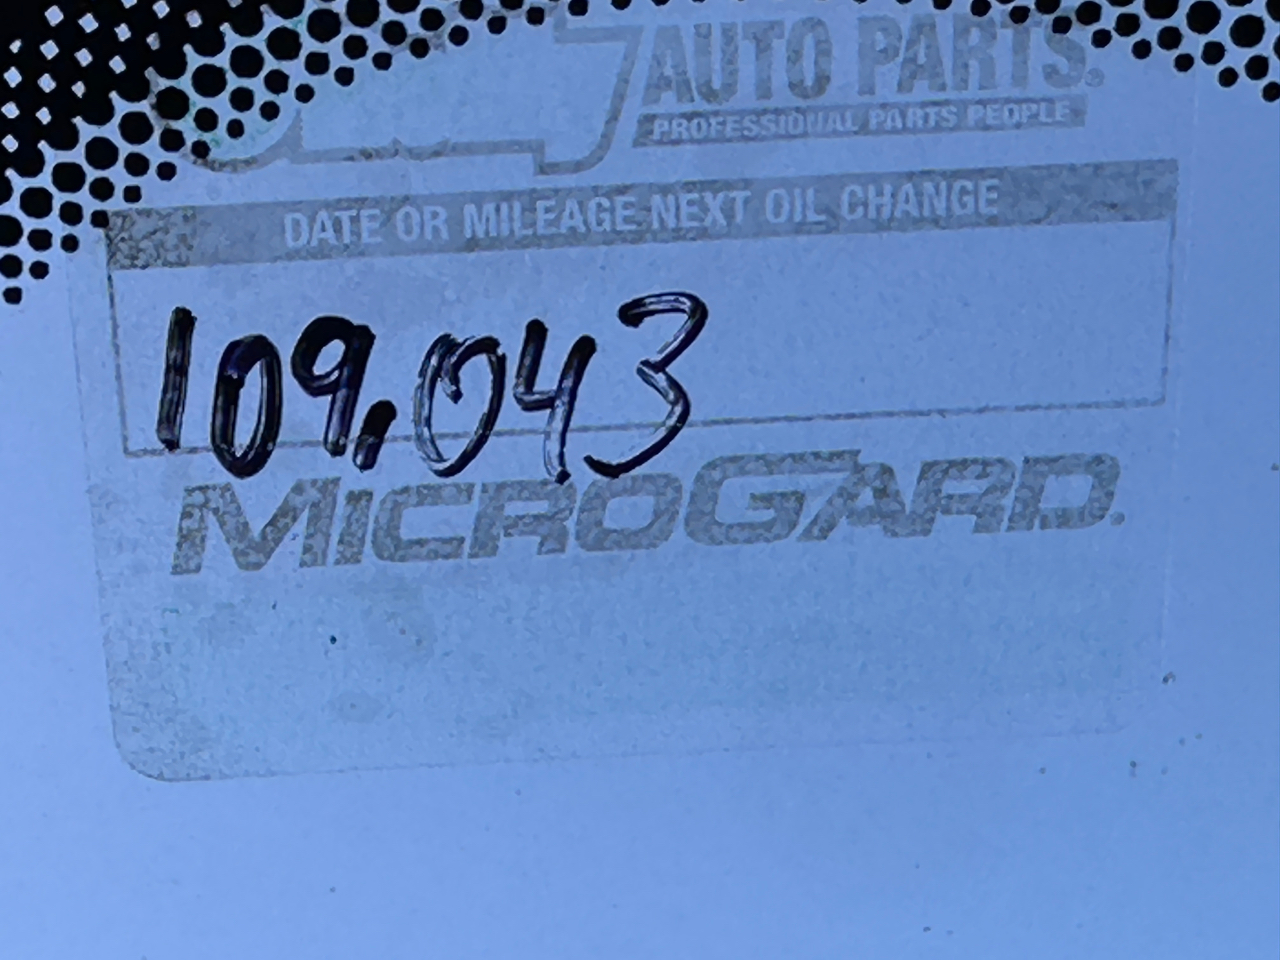 AUTO PARTS.
PROFESSIONAL PARTS PEOPLE
DATE OR MILEAGE NEXT OIL CHANGE
109,043
MICROGARD.